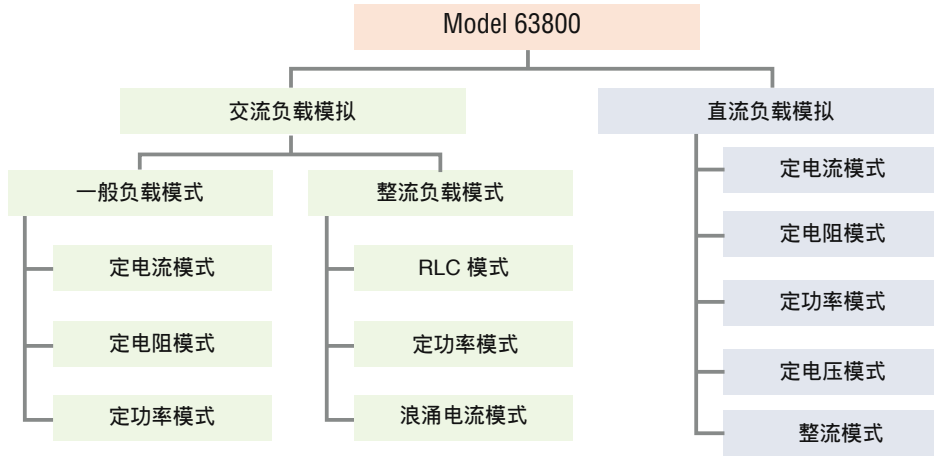 Model 63800
交流负载模拟
一般负载模式
定电流模式
定电阻模式
定功率模式
整流负载模式
RLC 模式
定功率模式
浪涌电流模式
直流负载模拟
定电流模式
定电阻模式
定功率模式
定电压模式
整流模式